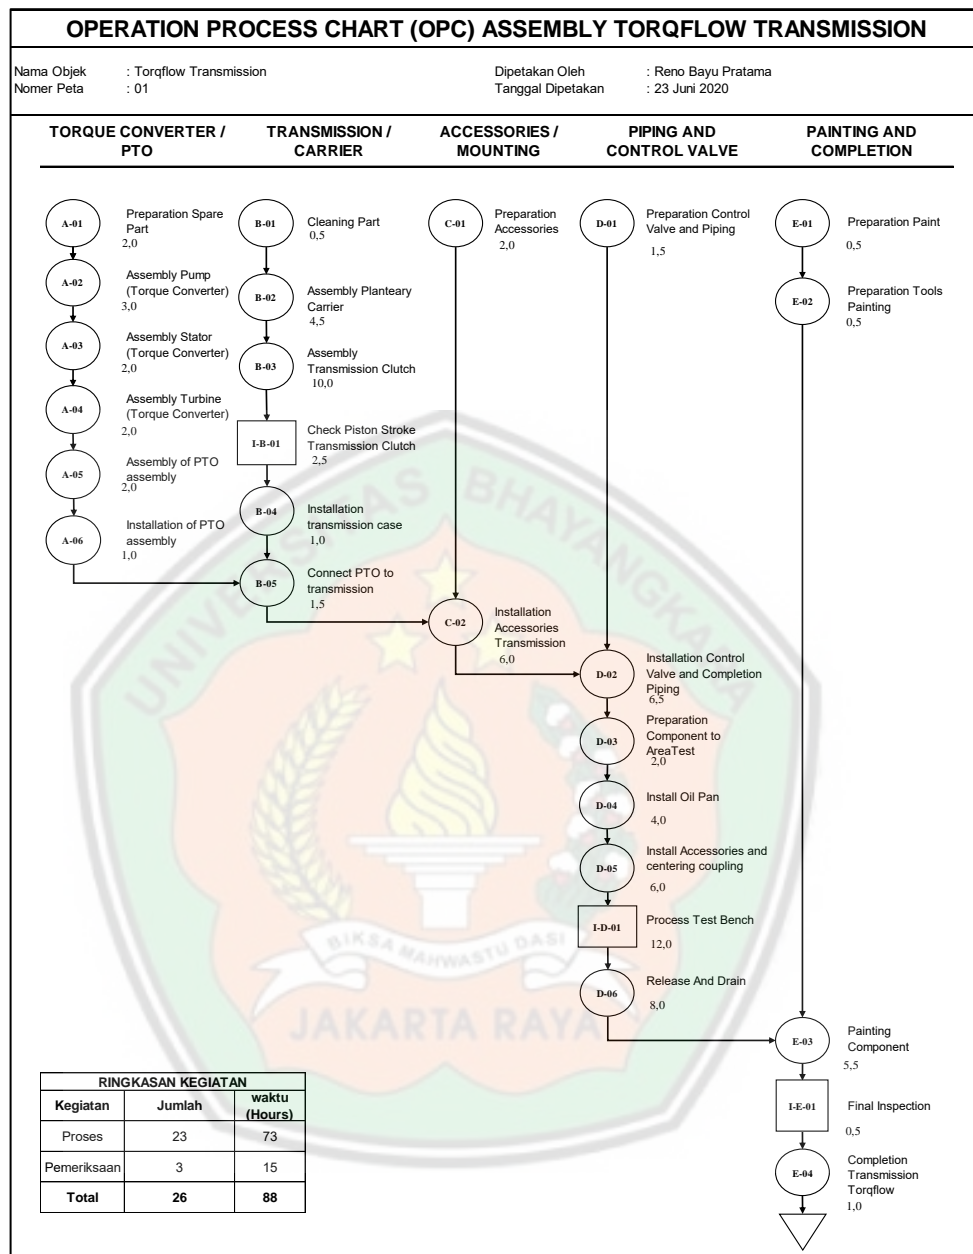 OPERATION PROCESS CHART (OPC) ASSEMBLY TORQFLOW TRANSMISSION
Nama Objek : Torqflow Transmission
Nomer Peta : 01
Dipetakan Oleh : Reno Bayu Pratama
Tanggal Dipetakan : 23 Juni 2020
TORQUE CONVERTER /
PTO
TRANSMISSION /
CARRIER
ACCESSORIES /
MOUNTING
PIPING AND
CONTROL VALVE
PAINTING AND
COMPLETION
A-01
Preparation Spare
Part
2,0
A-02
Assembly Pump
(Torque Converter)
3,0
A-03
Assembly Stator
(Torque Converter)
2,0
A-04
Assembly Turbine
(Torque Converter)
2,0
A-05
Assembly of PTO
assembly
2,0
A-06
Installation of PTO
assembly
1,0
B-01
Cleaning Part
0,5
B-02
Assembly Planteary
Carrier
4,5
B-03
Assembly
Transmission Clutch
10,0
I-B-01
Check Piston Stroke
Transmission Clutch
2,5
B-04
Installation
transmission case
1,0
B-05
Connect PTO to
transmission
1,5
C-01
Preparation
Accessories
2,0
C-02
Installation
Accessories
Transmission
6,0
D-01
Preparation Control
Valve and Piping
1,5
D-02
Installation Control
Valve and Completion
Piping
6,5
D-03
Preparation
Component to
AreaTest
2,0
D-04
Install Oil Pan
4,0
D-05
Install Accessories and
centering coupling
6,0
I-D-01
Process Test Bench
12,0
D-06
Release And Drain
8,0
E-01
Preparation Paint
0,5
E-02
Preparation Tools
Painting
0,5
E-03
Painting
Component
5,5
I-E-01
Final Inspection
0,5
E-04
Completion
Transmission
Torqflow
1,0
RINGKASAN KEGIATAN
Kegiatan Jumlah waktu
(Hours)
Proses 23 73
Pemeriksaan 3 15
Total 26 88
UNIVERSITAS BHAYANGKARA
BIKSA MAHWASTU DASI
JAKARTA RAYA